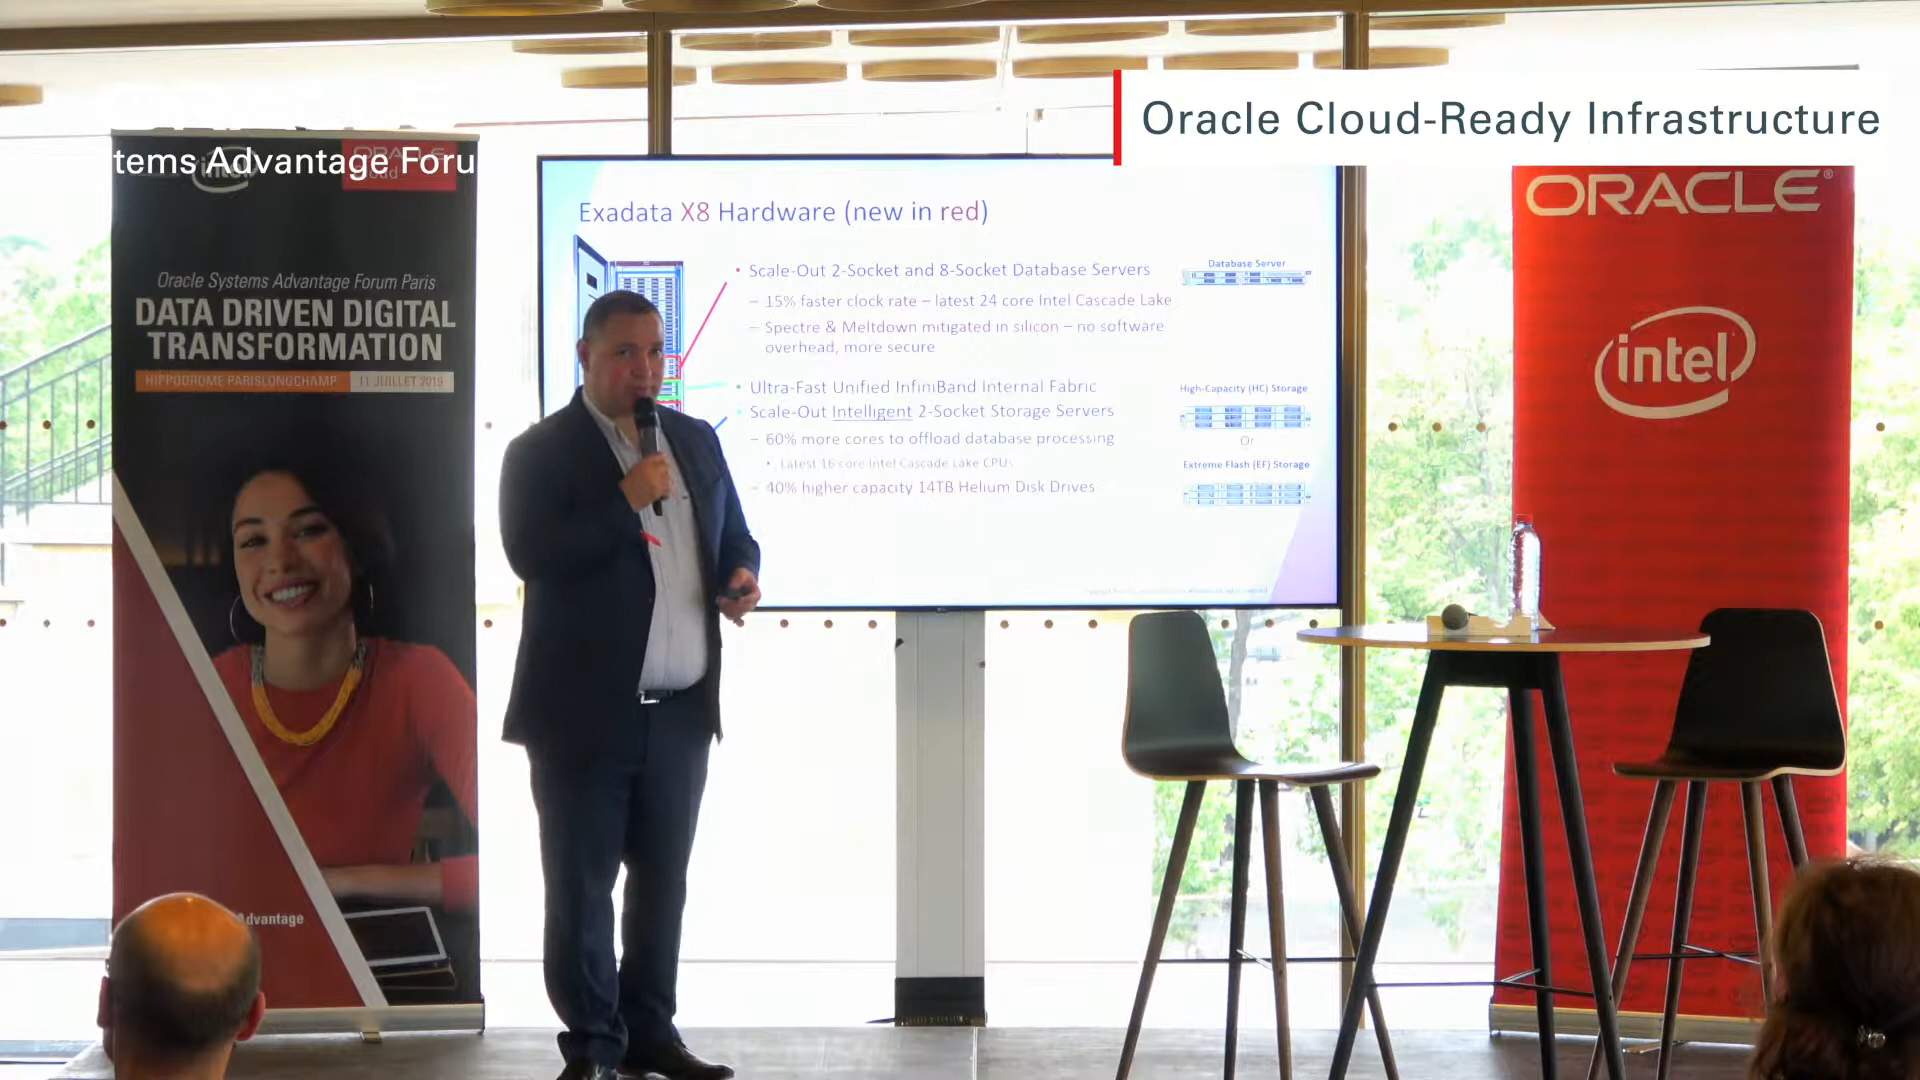 Oracle Cloud-Ready Infrastructure
tems Advantage Foru
intel
ORACLE
Oracle Systems Advantage Forum Paris
DATA DRIVEN DIGITAL
TRANSFORMATION
HIPPODROME PARISLONGCHAMP 11 JUILLET 2019
Advantage
Exadata X8 Hardware (new in red)
• Scale-Out 2-Socket and 8-Socket Database Servers
– 15% faster clock rate – latest 24 core Intel Cascade Lake
– Spectre & Meltdown mitigated in silicon – no software
overhead, more secure
• Ultra-Fast Unified InfiniBand Internal Fabric
• Scale-Out Intelligent 2-Socket Storage Servers
– 60% more cores to offload database processing
• Latest 16 core Intel Cascade Lake CPUs
– 40% higher capacity 14TB Helium Disk Drives
Database Server
High-Capacity (HC) Storage
Or
Extreme Flash (EF) Storage
ORACLE®
intel